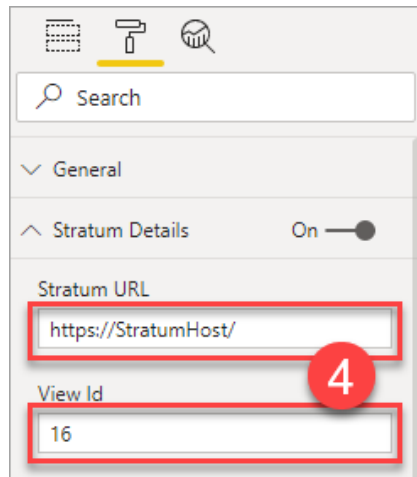 Search
General
Stratum Details On
Stratum URL
https://StratumHost/
4
View Id
16